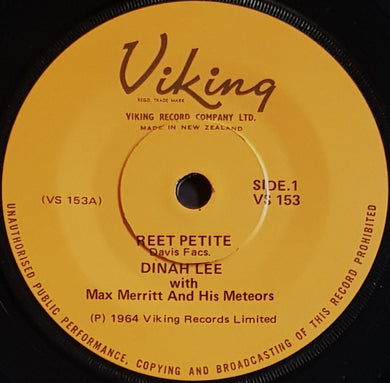 Viking
REGD. TRADE MARK
VIKING RECORD COMPANY LTD.
MADE IN NEW ZEALAND
(VS 153A)
SIDE.1
VS 153
REET PETITE
Davis Facs.
DINAH LEE
with
Max Merritt And His Meteors
(P) 1964 Viking Records Limited
UNAUTHORISED PUBLIC PERFORMANCE, COPYING AND BROADCASTING OF THIS RECORD PROHIBITED